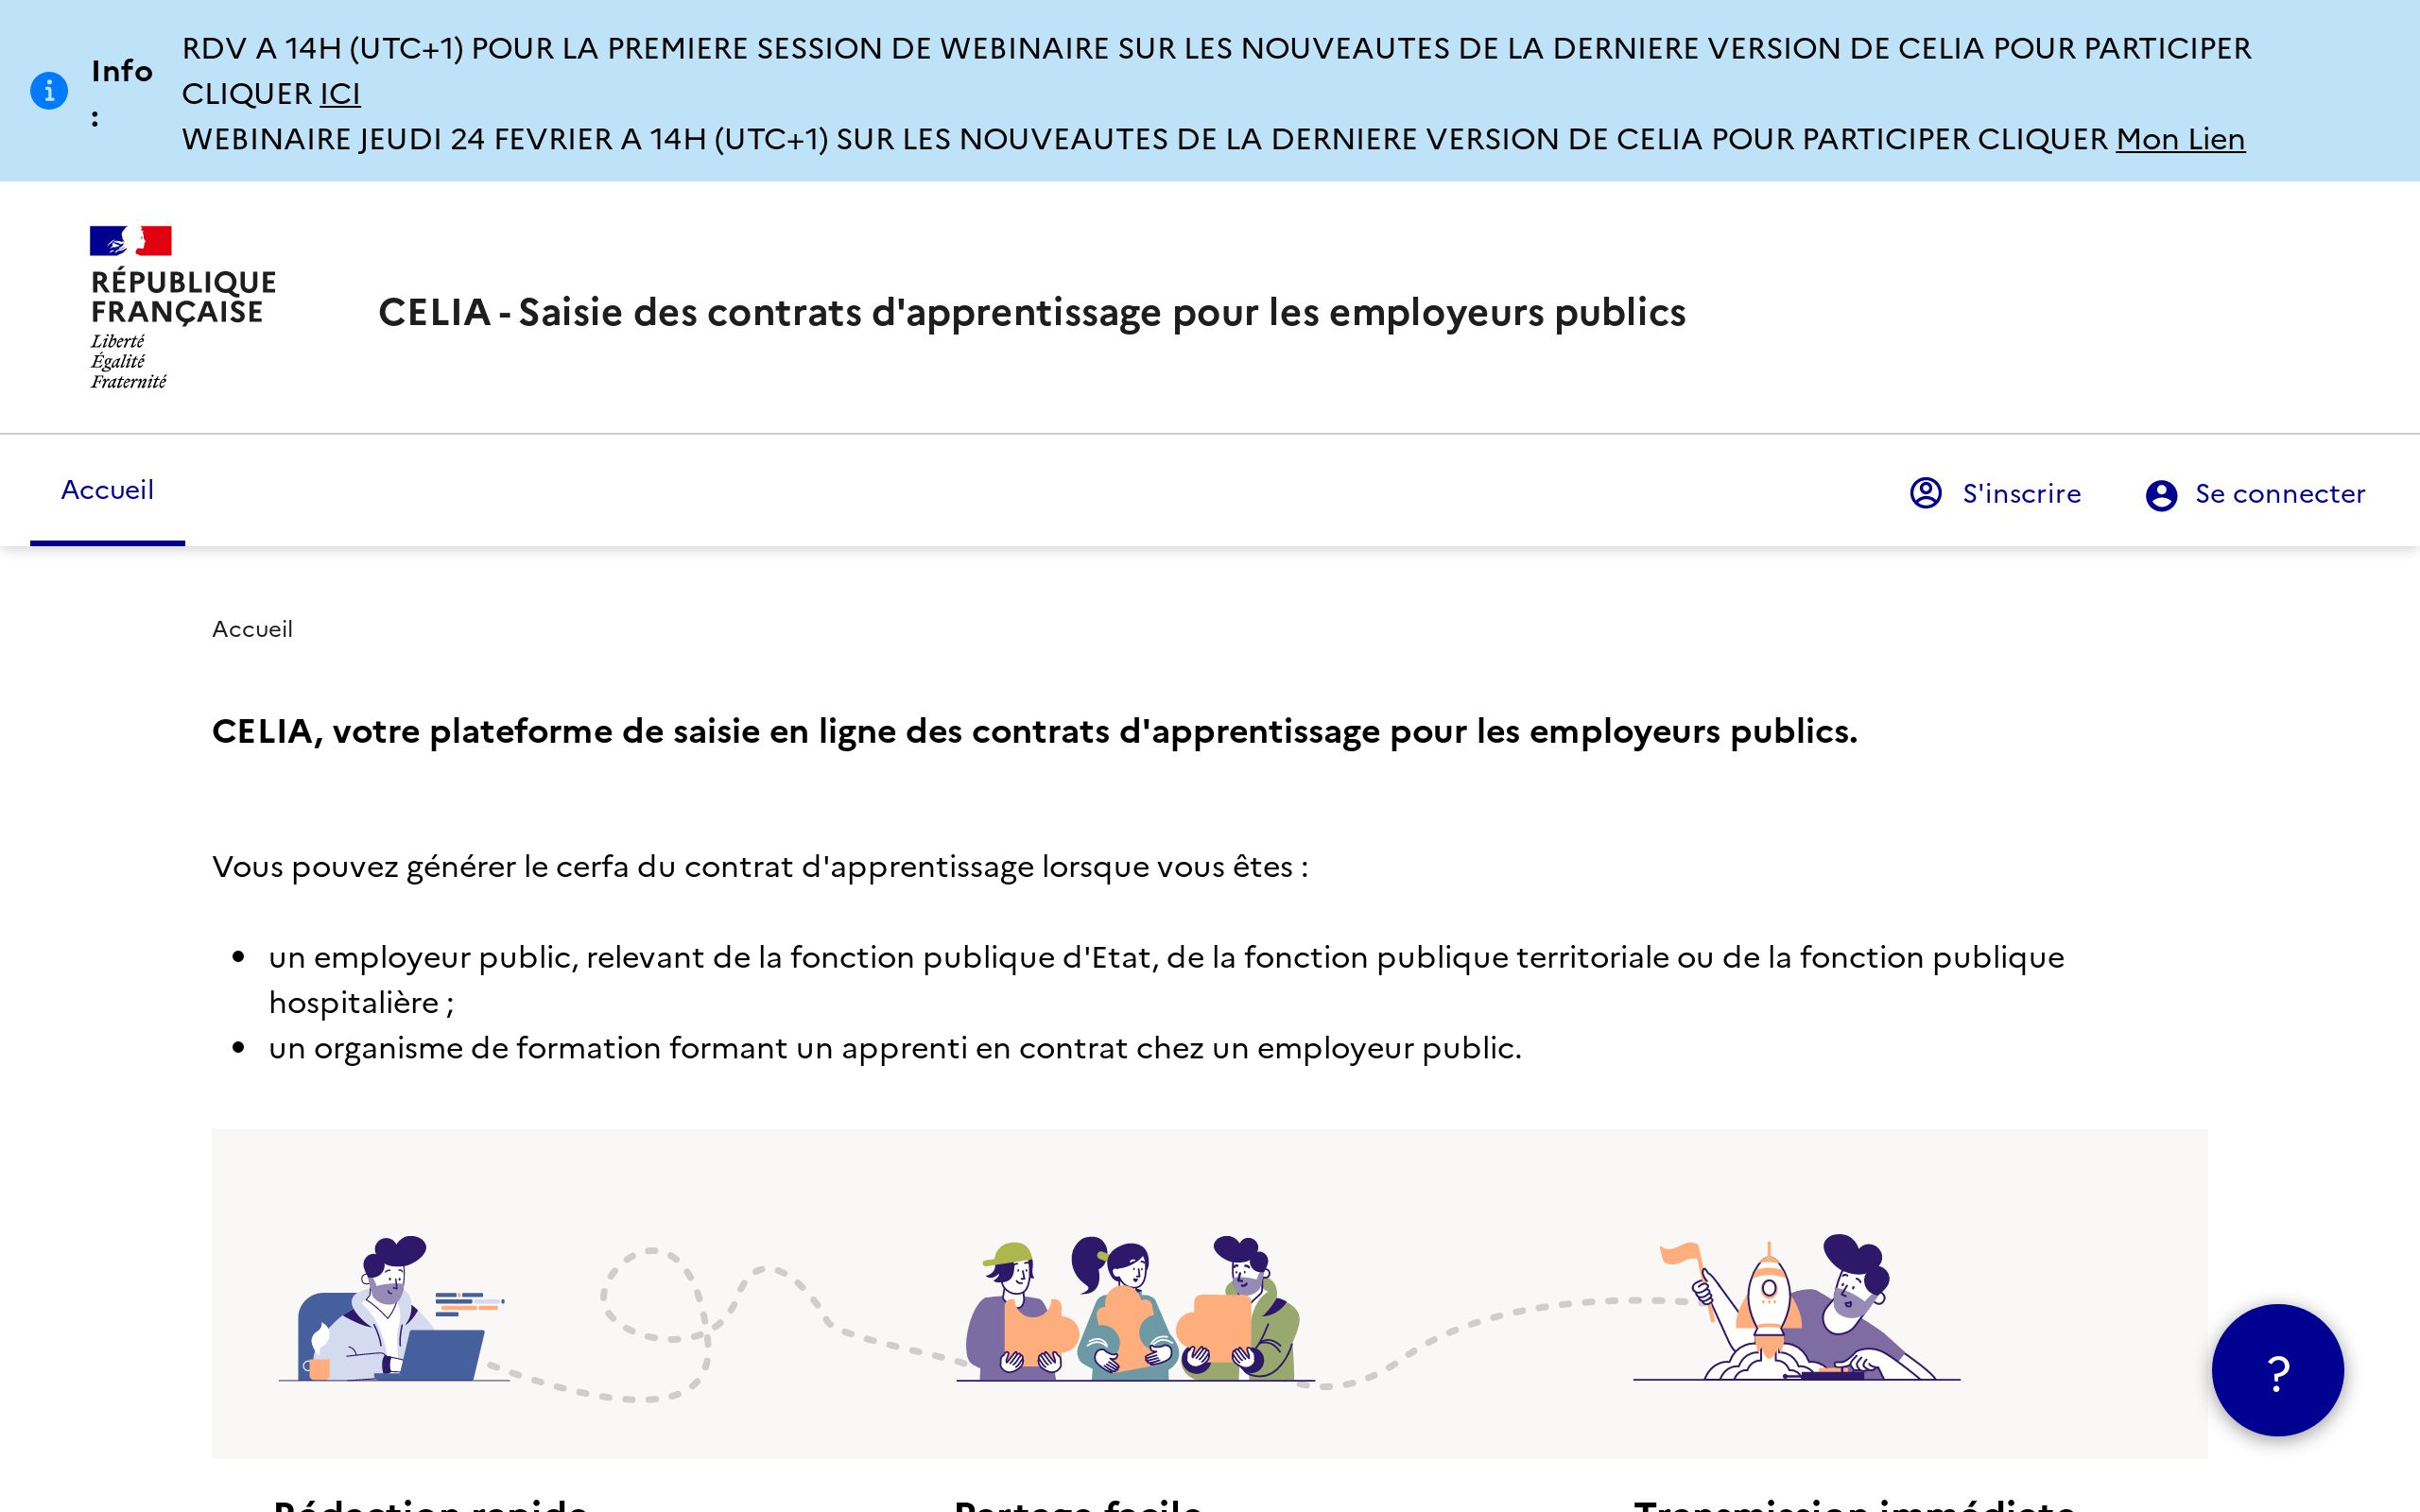 RDV A 14H (UTC+1) POUR LA PREMIERE SESSION DE WEBINAIRE SUR LES NOUVEAUTES DE LA DERNIERE VERSION DE CELIA POUR PARTICIPER
Info :
CLIQUER ICI
WEBINAIRE JEUDI 24 FEVRIER A 14H (UTC+1) SUR LES NOUVEAUTES DE LA DERNIERE VERSION DE CELIA POUR PARTICIPER CLIQUER Mon Lien
RÉPUBLIQUE
FRANÇAISE
Liberté
Égalité
Fraternité
CELIA - Saisie des contrats d'apprentissage pour les employeurs publics
Accueil
S'inscrire
Se connecter
Accueil
CELIA, votre plateforme de saisie en ligne des contrats d'apprentissage pour les employeurs publics.
Vous pouvez générer le cerfa du contrat d'apprentissage lorsque vous êtes :
un employeur public, relevant de la fonction publique d'Etat, de la fonction publique territoriale ou de la fonction publique
hospitalière ;
un organisme de formation formant un apprenti en contrat chez un employeur public.
?
Rédaction rapide
Partage facile
Transmission immédiate